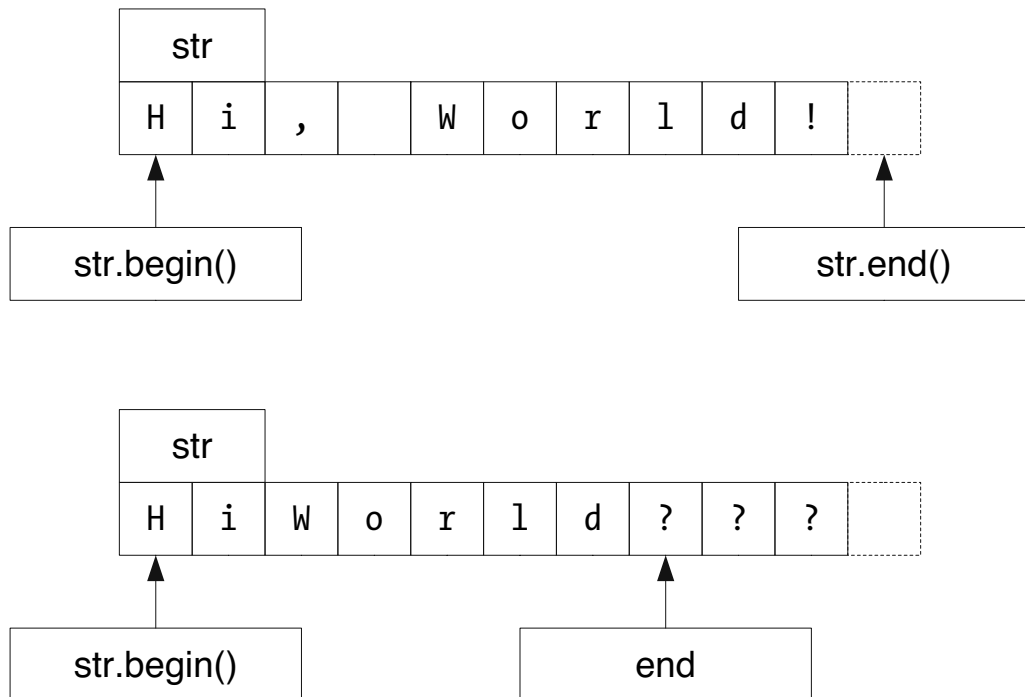 str
H i , W o r l d !
str.begin() str.end()
str
H i W o r l d ? ? ?
str.begin() end